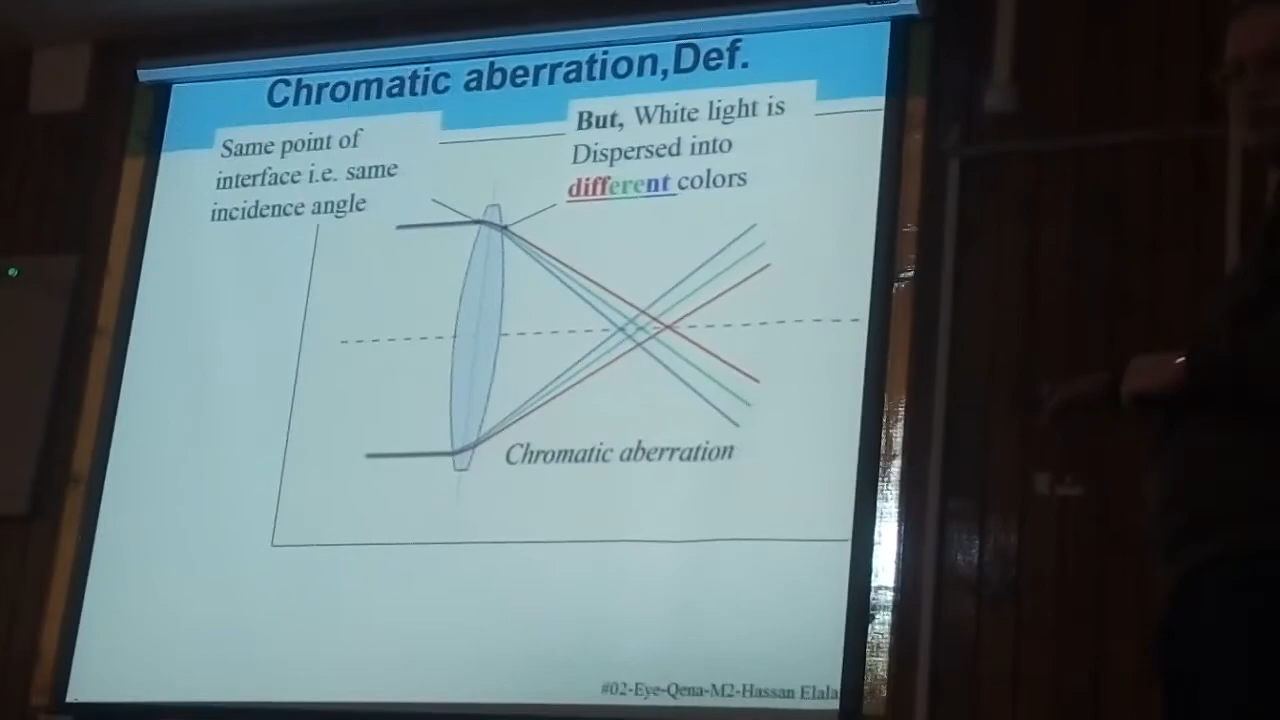 Chromatic aberration,Def.
Same point of
interface i.e. same
incidence angle
But, White light is
Dispersed into
different colors
Chromatic aberration
#02-Eye-Qena-M2-Hassan Elala